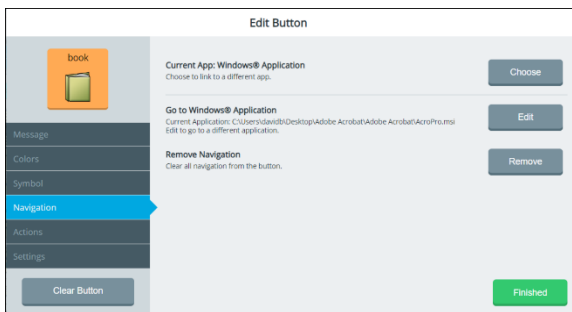 Edit Button
book
Message
Colors
Symbol
Navigation
Actions
Settings
Clear Button
Current App: Windows® Application
Choose to link to a different app.
Choose
Go to Windows® Application
Current Application: C:\Users\davidb\Desktop\Adobe Acrobat\Adobe Acrobat\AcroPro.msi
Edit to go to a different application.
Edit
Remove Navigation
Clear all navigation from the button.
Remove
Finished